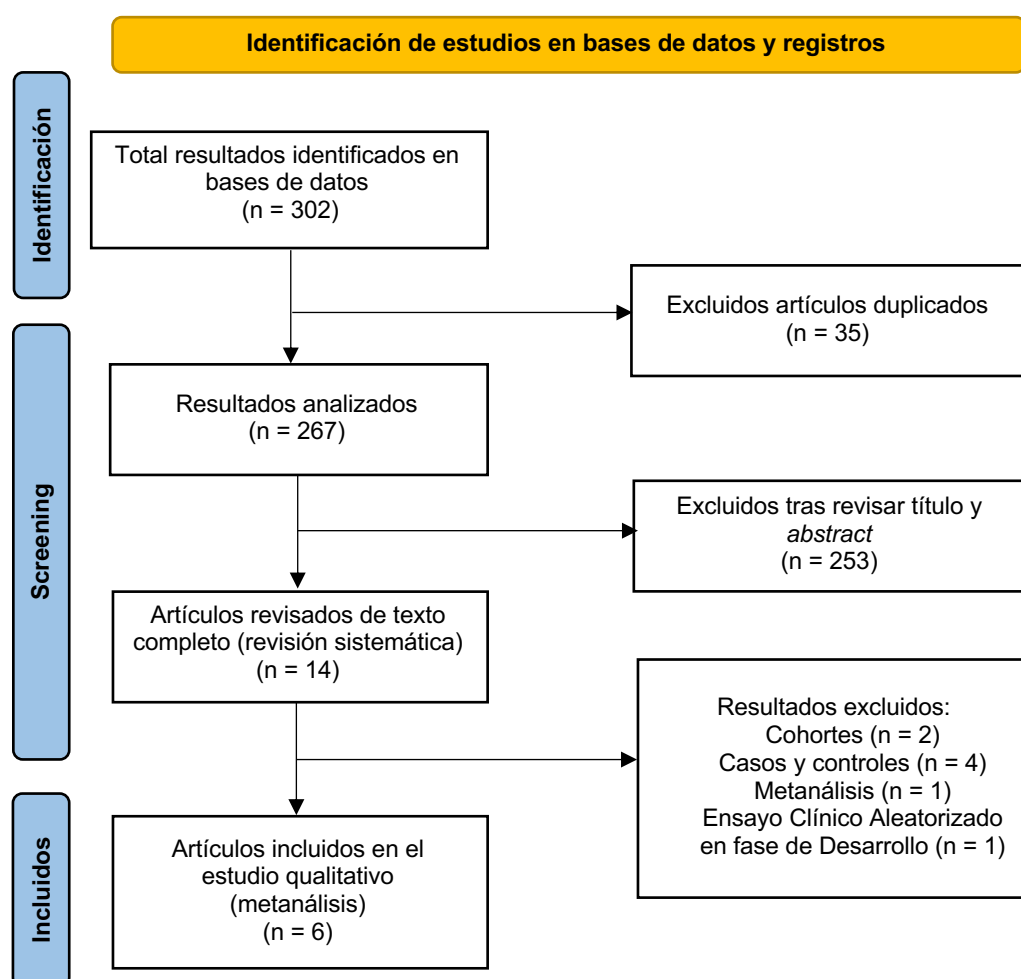 Identificación de estudios en bases de datos y registros
Identificación
Total resultados identificados en
bases de datos
(n = 302)
Excluidos artículos duplicados
(n = 35)
Screening
Resultados analizados
(n = 267)
Excluidos tras revisar título y
abstract
(n = 253)
Artículos revisados de texto
completo (revisión sistemática)
(n = 14)
Resultados excluidos:
Cohortes (n = 2)
Casos y controles (n = 4)
Metanálisis (n = 1)
Ensayo Clínico Aleatorizado
en fase de Desarrollo (n = 1)
Incluidos
Artículos incluidos en el
estudio qualitativo
(metanálisis)
(n = 6)